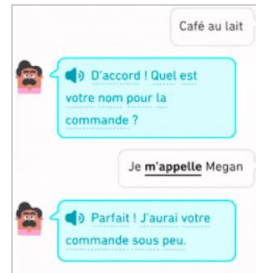 Café au lait
D'accord ! Quel est
votre nom pour la
commande ?
Je m'appelle Megan
Parfait ! J'aurai votre
commande sous peu.